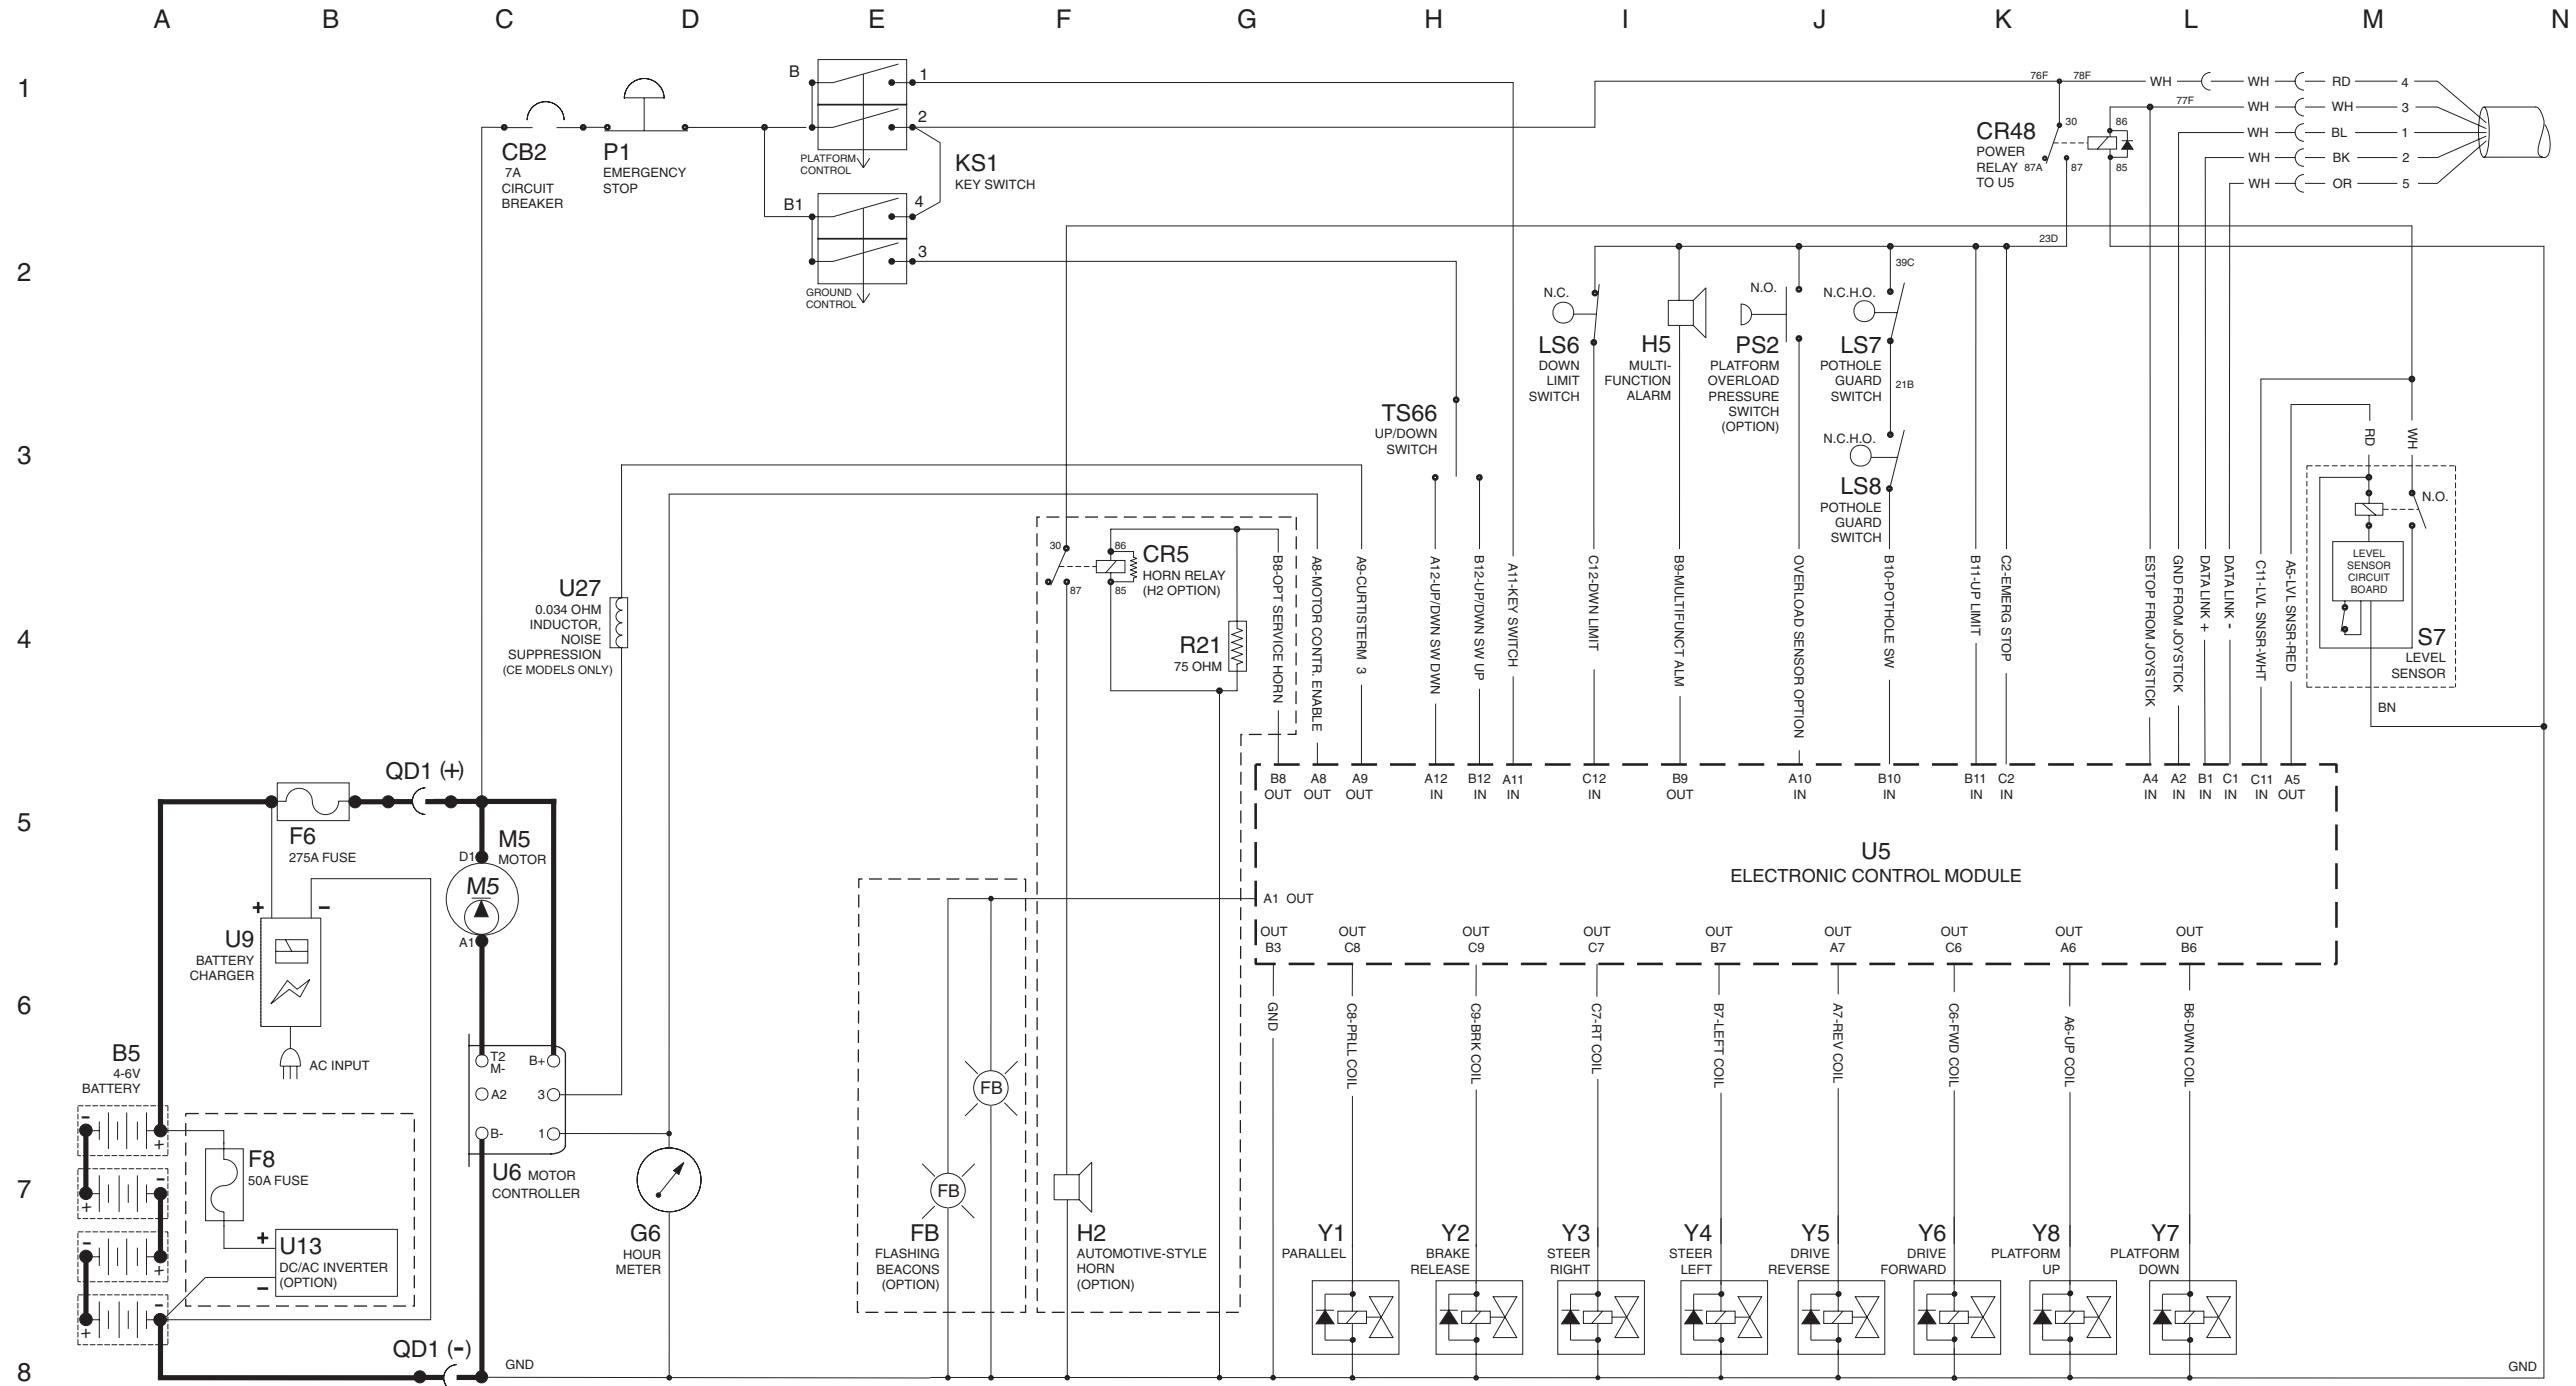 A B C D E F G H I J K L M N
1
2
3
4
5
6
7
8
CB2
7A
CIRCUIT
BREAKER
P1
EMERGENCY
STOP
B
1
2
PLATFORM
CONTROL
KS1
KEY SWITCH
B1
4
3
GROUND
CONTROL
76F 78F
WH WH RD 4
77F WH WH 3
WH BL 1
WH BK 2
WH OR 5
CR48
POWER
RELAY
TO U5
30
86
87A
87
85
23D
39C
N.C.
LS6
DOWN
LIMIT
SWITCH
H5
MULTI-
FUNCTION
ALARM
N.O.
PS2
PLATFORM
OVERLOAD
PRESSURE
SWITCH
(OPTION)
N.C.H.O.
LS7
POTHOLE
GUARD
SWITCH
21B
N.C.H.O.
LS8
POTHOLE
GUARD
SWITCH
TS66
UP/DOWN
SWITCH
RD
WH
N.O.
LEVEL
SENSOR
CIRCUIT
BOARD
S7
LEVEL
SENSOR
BN
U27
0.034 OHM
INDUCTOR,
NOISE
SUPPRESSION
(CE MODELS ONLY)
30
87
86
85
CR5
HORN RELAY
(H2 OPTION)
R21
75 OHM
B8-OPT SERVICE HORN
A8-MOTOR CONTR. ENABLE
A9-CURTISTERM 3
A12-UP/DWN SW DWN
B12-UP/DWN SW UP
A11-KEY SWITCH
C12-DWN LIMIT
B9-MULTIFUNCT ALM
OVERLOAD SENSOR OPTION
B10-POTHOLE SW
B11-UP LIMIT
C2-EMERG STOP
ESTOP FROM JOYSTICK
GND FROM JOYSTICK
DATA LINK +
DATA LINK -
C11-LVL SNSR-WHT
A5-LVL SNSR-RED
B8 A8 A9 A12 B12 A11 C12 B9 A10 B10 B11 C2 A4 A2 B1 C1 C11 A5
OUT OUT OUT IN IN IN IN OUT IN IN IN IN IN IN IN IN IN OUT
U5
ELECTRONIC CONTROL MODULE
A1 OUT
OUT OUT OUT OUT OUT OUT OUT OUT OUT
B3 C8 C9 C7 B7 A7 C6 A6 B6
GND
C8-PRLL COIL
C9-BRK COIL
C7-RT COIL
B7-LEFT COIL
A7-REV COIL
C6-FWD COIL
A6-UP COIL
B6-DWN COIL
QD1 (+)
F6
275A FUSE
M5
MOTOR
D1
M5
A1
+ −
U9
BATTERY
CHARGER
AC INPUT
B5
4-6V
BATTERY
- +
+ -
- +
+ -
T2
M-
B+
A2
3
B-
1
U6 MOTOR
CONTROLLER
F8
50A FUSE
+
U13
DC/AC INVERTER
(OPTION)
−
G6
HOUR
METER
FB
FB
FB
FLASHING
BEACONS
(OPTION)
H2
AUTOMOTIVE-STYLE
HORN
(OPTION)
Y1
PARALLEL
Y2
BRAKE
RELEASE
Y3
STEER
RIGHT
Y4
STEER
LEFT
Y5
DRIVE
REVERSE
Y6
DRIVE
FORWARD
Y8
PLATFORM
UP
Y7
PLATFORM
DOWN
QD1 (-)
GND
GND